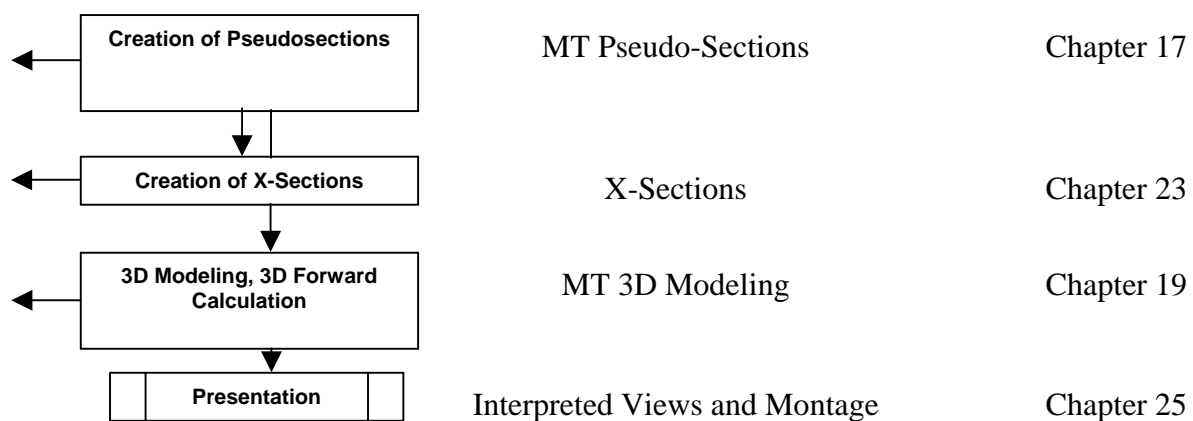 Creation of Pseudosections
MT Pseudo-Sections
Chapter 17
Creation of X-Sections
X-Sections
Chapter 23
3D Modeling, 3D Forward
Calculation
MT 3D Modeling
Chapter 19
Presentation
Interpreted Views and Montage
Chapter 25